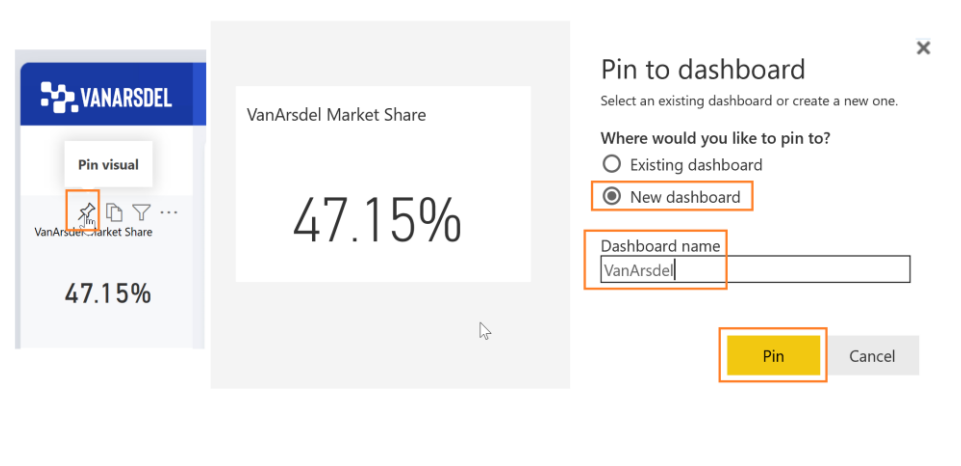 VANARSDEL
Pin visual
VanArsdel Market Share
47.15%
VanArsdel Market Share
47.15%
Pin to dashboard
Select an existing dashboard or create a new one.
Where would you like to pin to?
Existing dashboard
New dashboard
Dashboard name
VanArsdel
Pin
Cancel